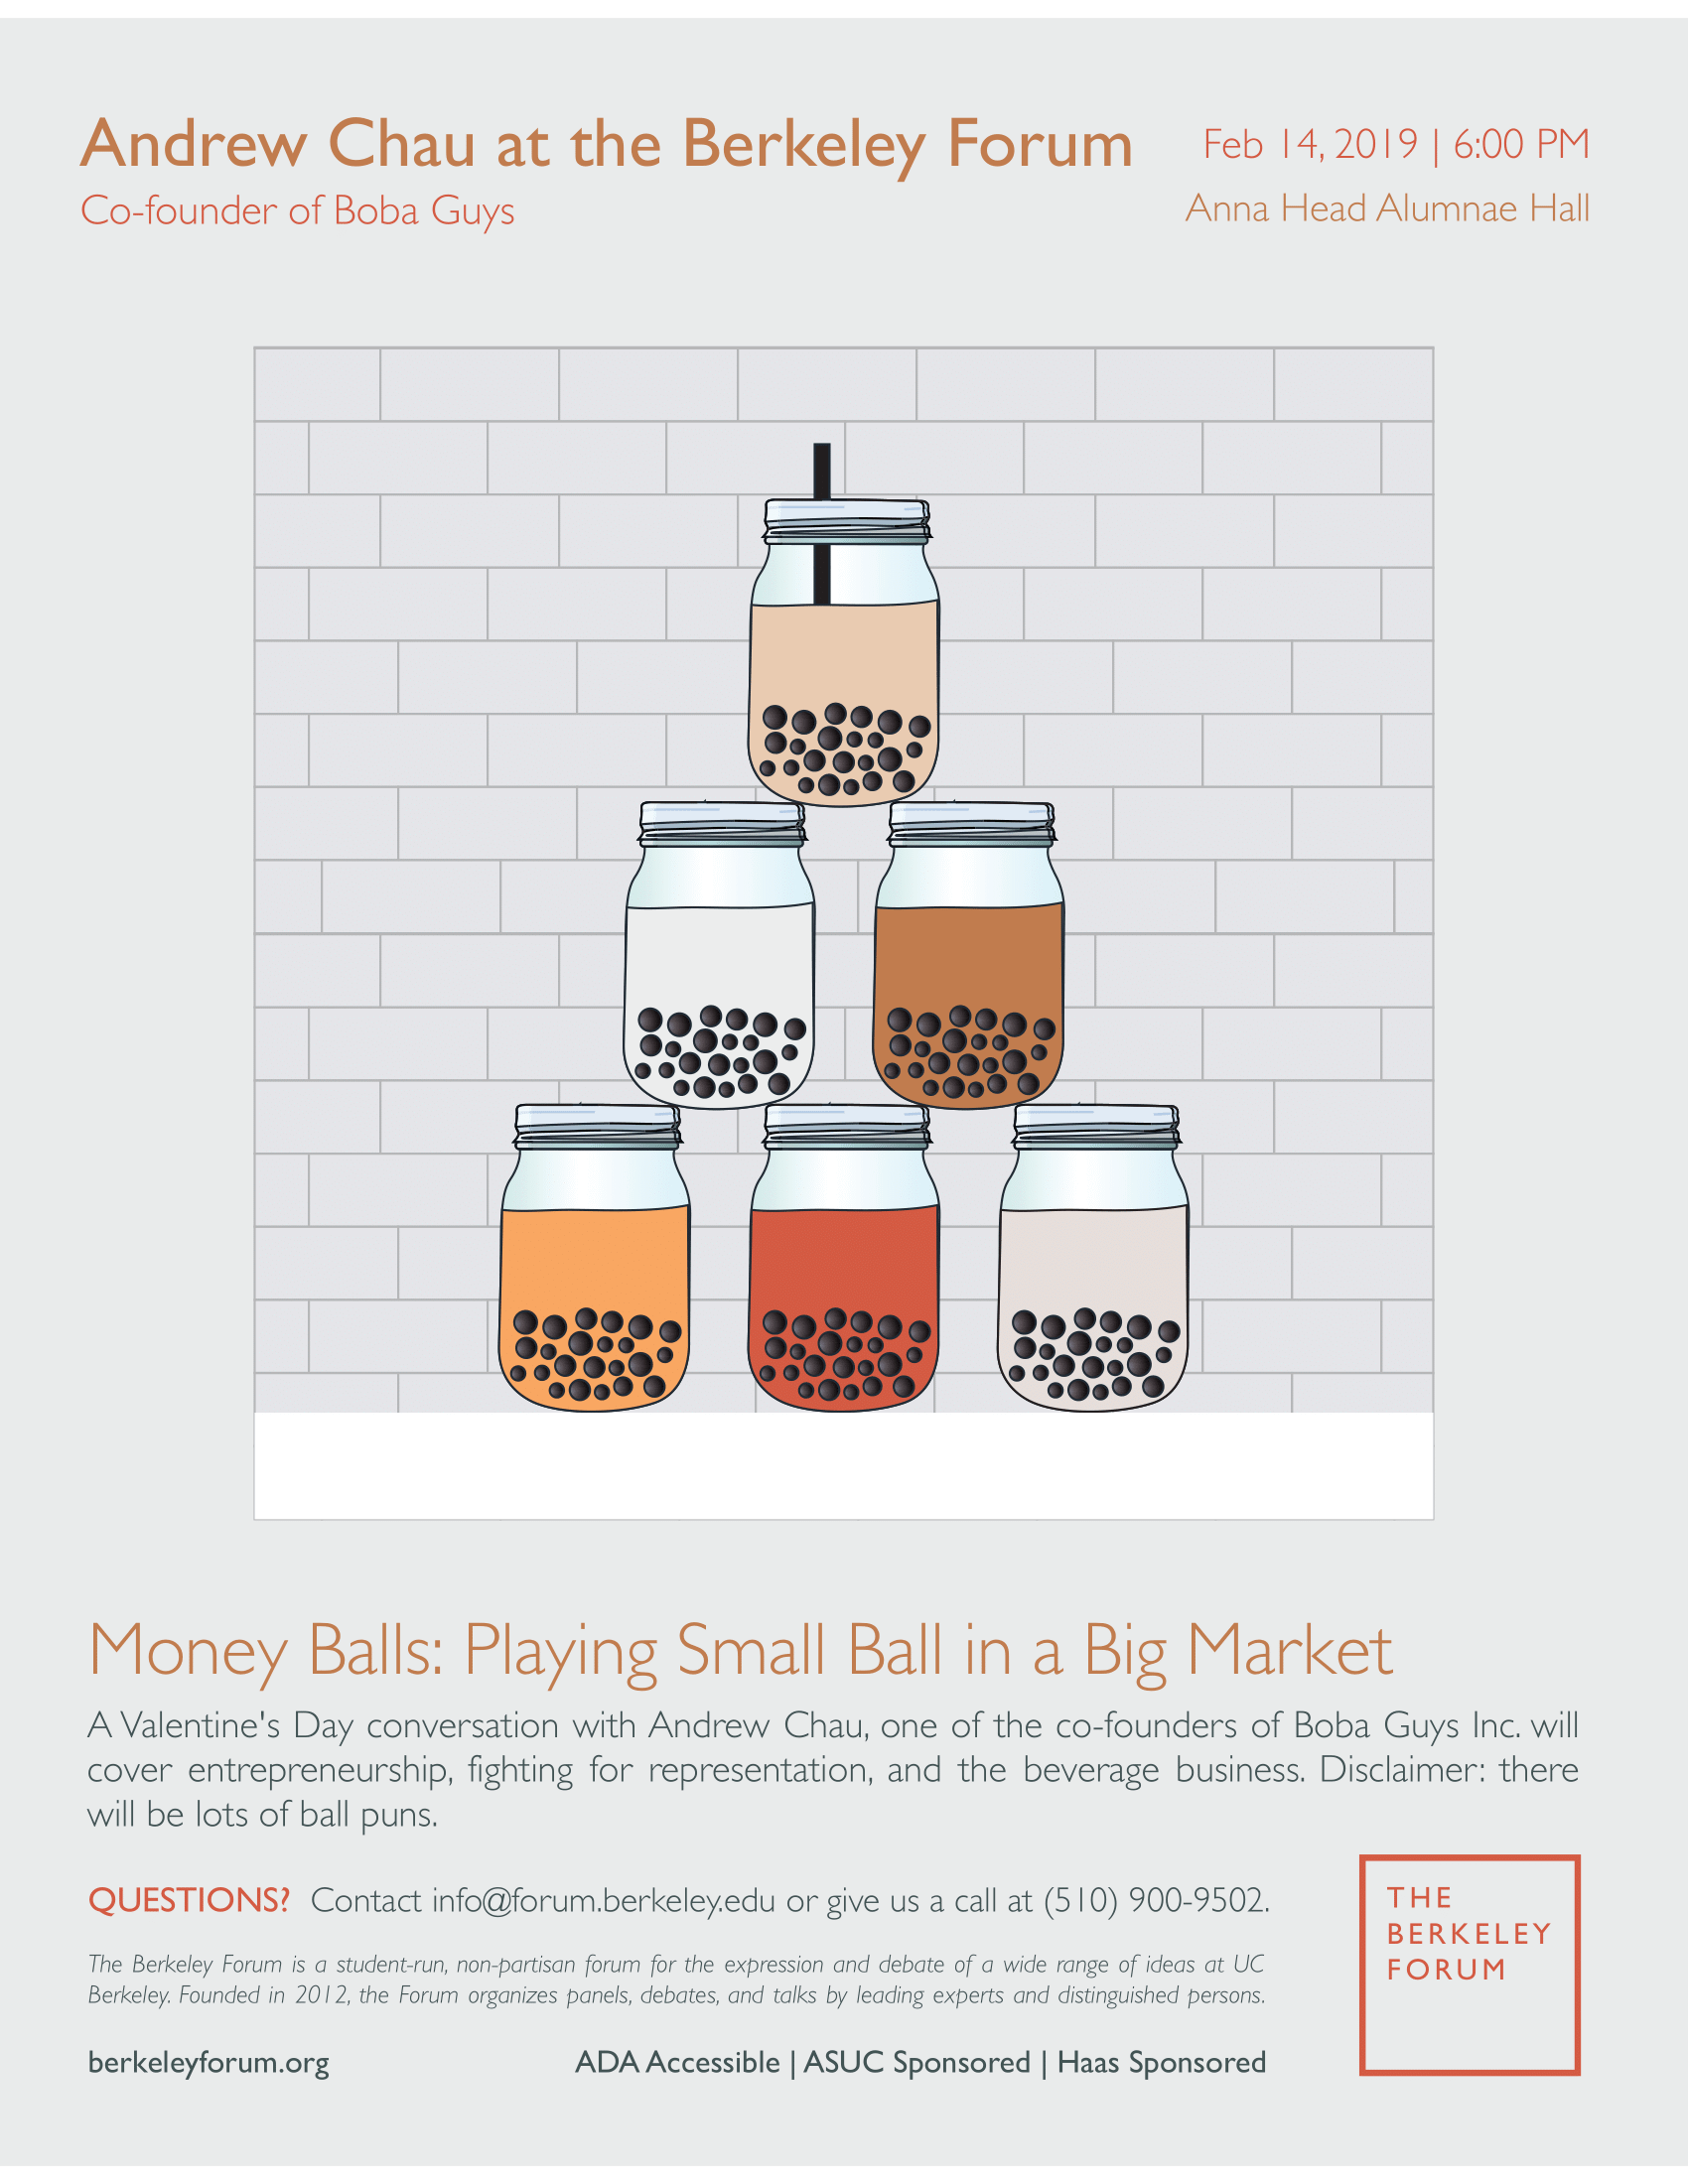 Andrew Chau at the Berkeley Forum
Co-founder of Boba Guys
Feb 14, 2019 | 6:00 PM
Anna Head Alumnae Hall
Money Balls: Playing Small Ball in a Big Market
A Valentine's Day conversation with Andrew Chau, one of the co-founders of Boba Guys Inc. will
cover entrepreneurship, fighting for representation, and the beverage business. Disclaimer: there
will be lots of ball puns.
QUESTIONS? Contact info@forum.berkeley.edu or give us a call at (510) 900-9502.
The Berkeley Forum is a student-run, non-partisan forum for the expression and debate of a wide range of ideas at UC
Berkeley. Founded in 2012, the Forum organizes panels, debates, and talks by leading experts and distinguished persons.
berkeleyforum.org
ADA Accessible | ASUC Sponsored | Haas Sponsored
THE
BERKELEY
FORUM